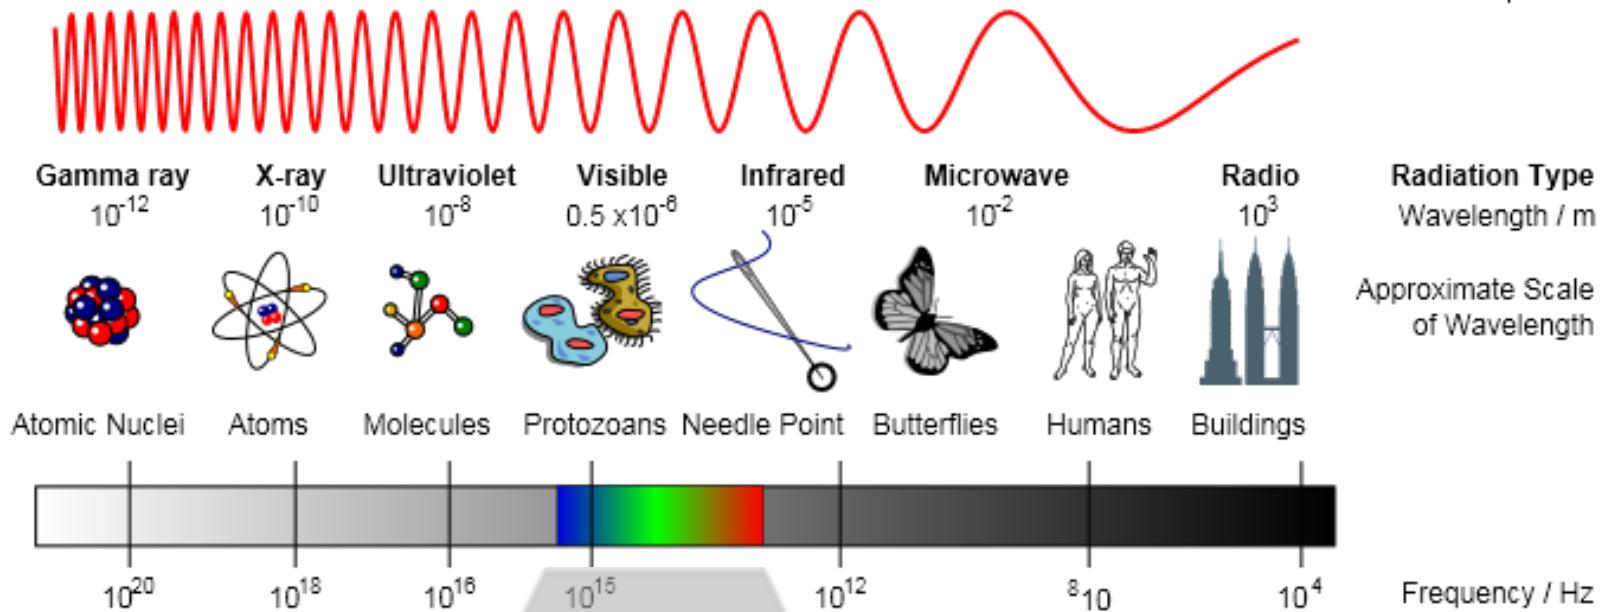 Gamma ray X-ray Ultraviolet Visible Infrared Microwave Radio Radiation Type
10⁻¹² 10⁻¹⁰ 10⁻⁸ 0.5 x10⁻⁶ 10⁻⁵ 10⁻² 10³ Wavelength / m
Approximate Scale
of Wavelength
Atomic Nuclei Atoms Molecules Protozoans Needle Point Butterflies Humans Buildings
10²⁰ 10¹⁸ 10¹⁶ 10¹⁵ 10¹² ⁸10 10⁴ Frequency / Hz